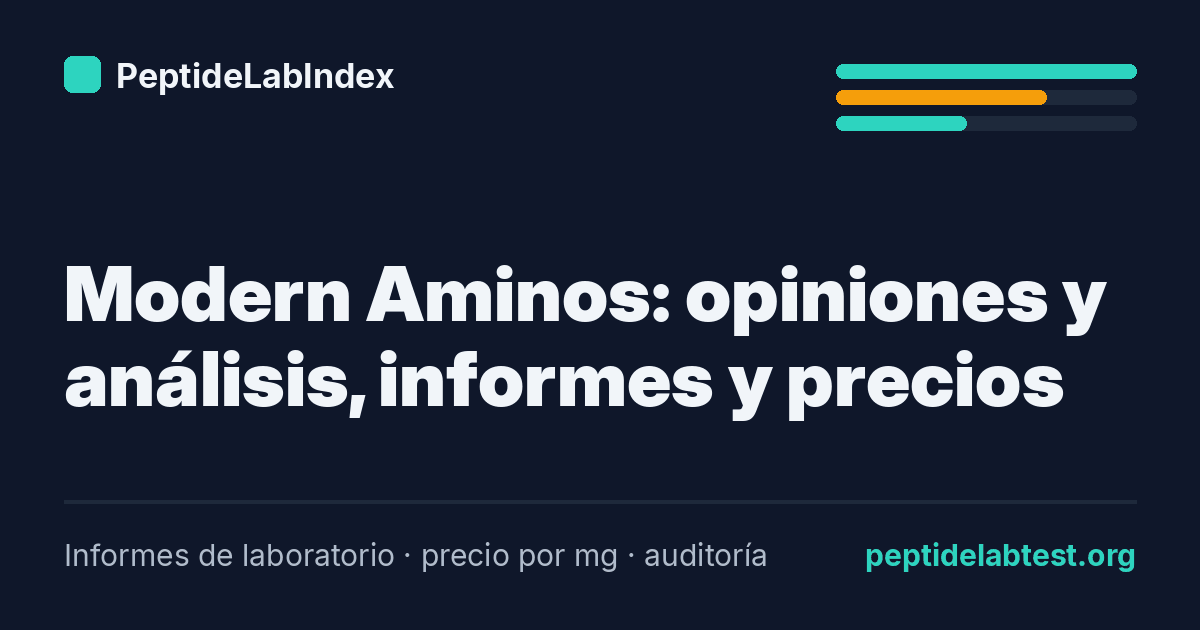 PeptideLabIndex
Modern Aminos: opiniones y
análisis, informes y precios
Informes de laboratorio · precio por mg · auditoría
peptidelabtest.org